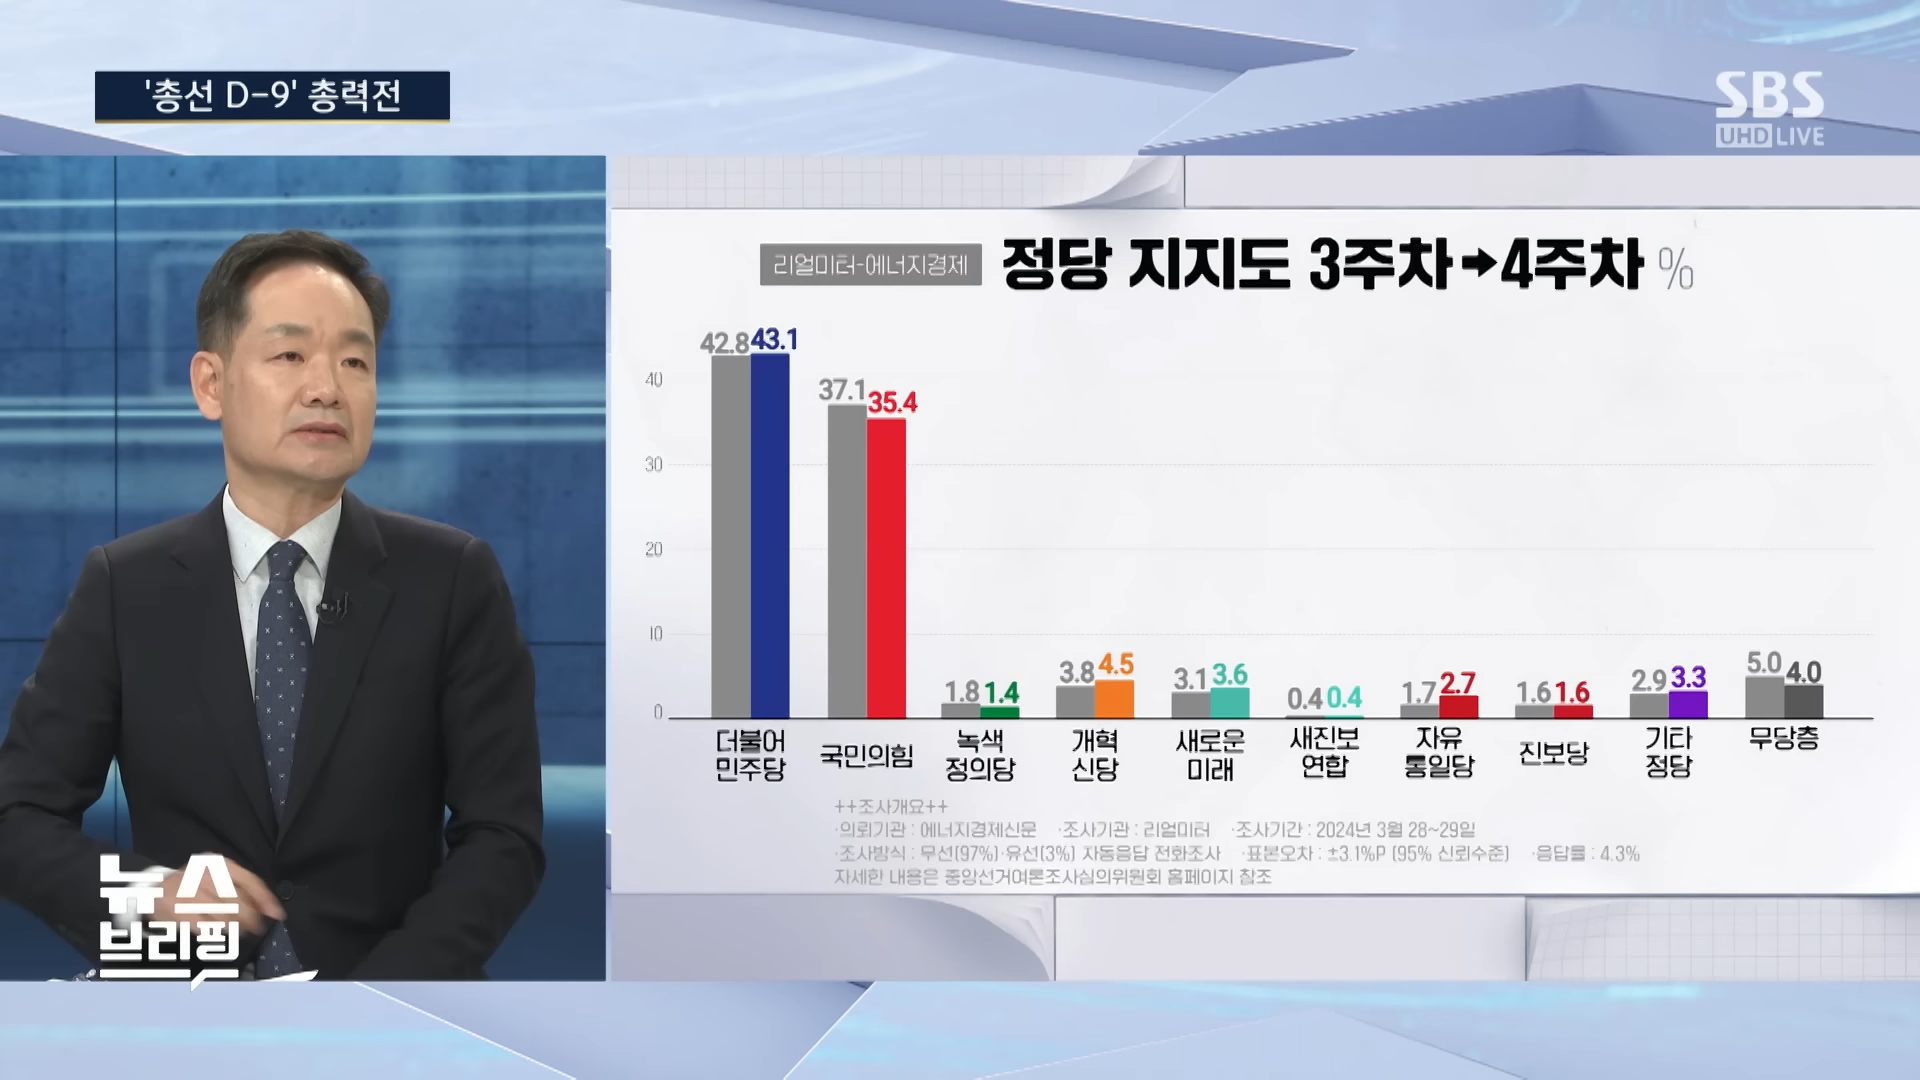 '총선 D-9' 총력전
SBS
UHD LIVE
리얼미터-에너지경제 정당 지지도 3주차➔4주차 %
42.8 43.1
37.1 35.4
1.8 1.4
3.8 4.5
3.1 3.6
0.4 0.4
1.7 2.7
1.6 1.6
2.9 3.3
5.0 4.0
40
30
20
10
0
더불어
민주당
국민의힘
녹색
정의당
개혁
신당
새로운
미래
새진보
연합
자유
통일당
진보당
기타
정당
무당층
++조사개요++
·의뢰기관 : 에너지경제신문 ·조사기관 : 리얼미터 ·조사기간 : 2024년 3월 28~29일
·조사방식 : 무선(97%)·유선(3%) 자동응답 전화조사 ·표본오차 : ±3.1%P (95% 신뢰수준) ·응답률 : 4.3%
자세한 내용은 중앙선거여론조사심의위원회 홈페이지 참조
뉴스
브리핑